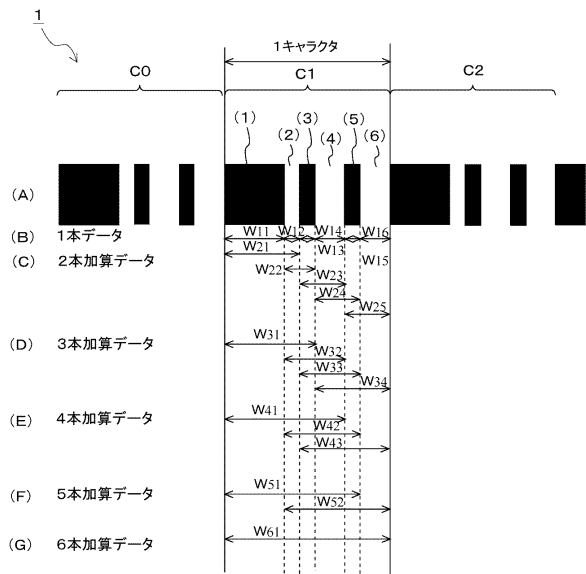 1
1キャラクタ
C0 C1 C2
(1) (2) (3) (4) (5) (6)
(A)
(B) 1本データ W11 W12 W14 W16
W13
(C) 2本加算データ W21 W15
W22
W23
W24
W25
(D) 3本加算データ W31
W32
W33
W34
(E) 4本加算データ W41
W42
W43
(F) 5本加算データ W51
W52
(G) 6本加算データ W61